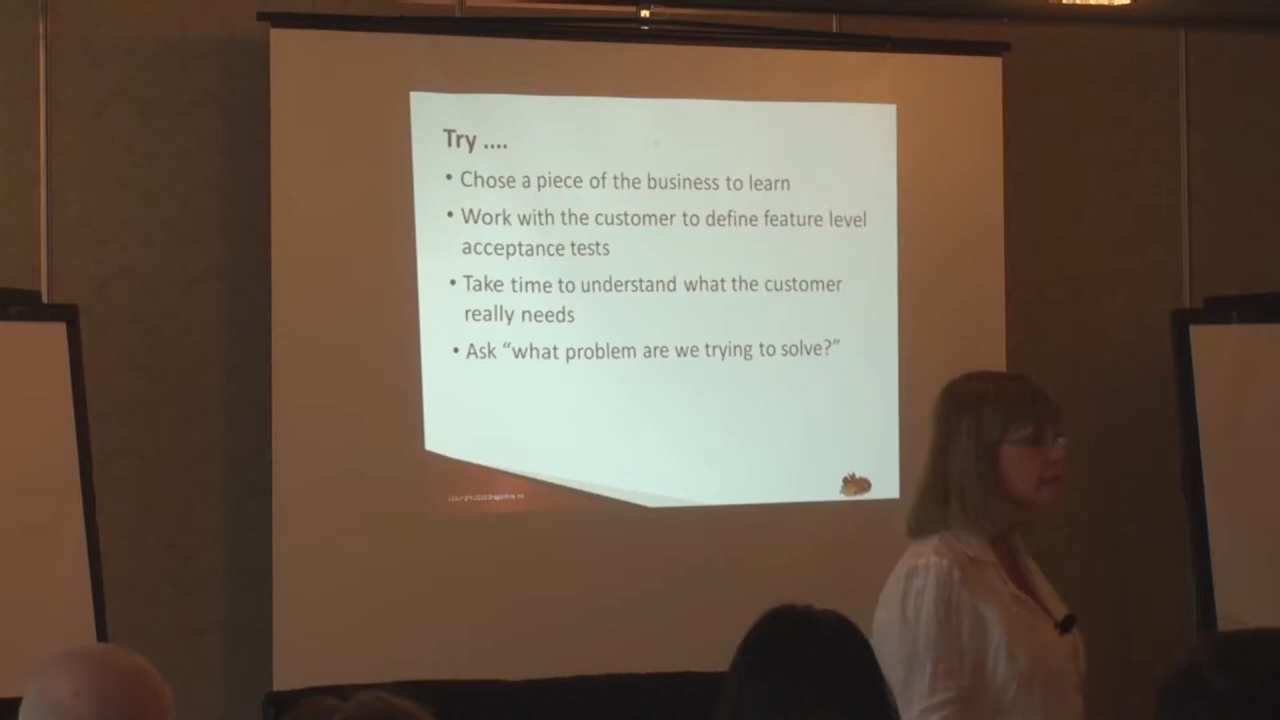 Try ....
• Chose a piece of the business to learn
• Work with the customer to define feature level
acceptance tests
• Take time to understand what the customer
really needs
• Ask “what problem are we trying to solve?”